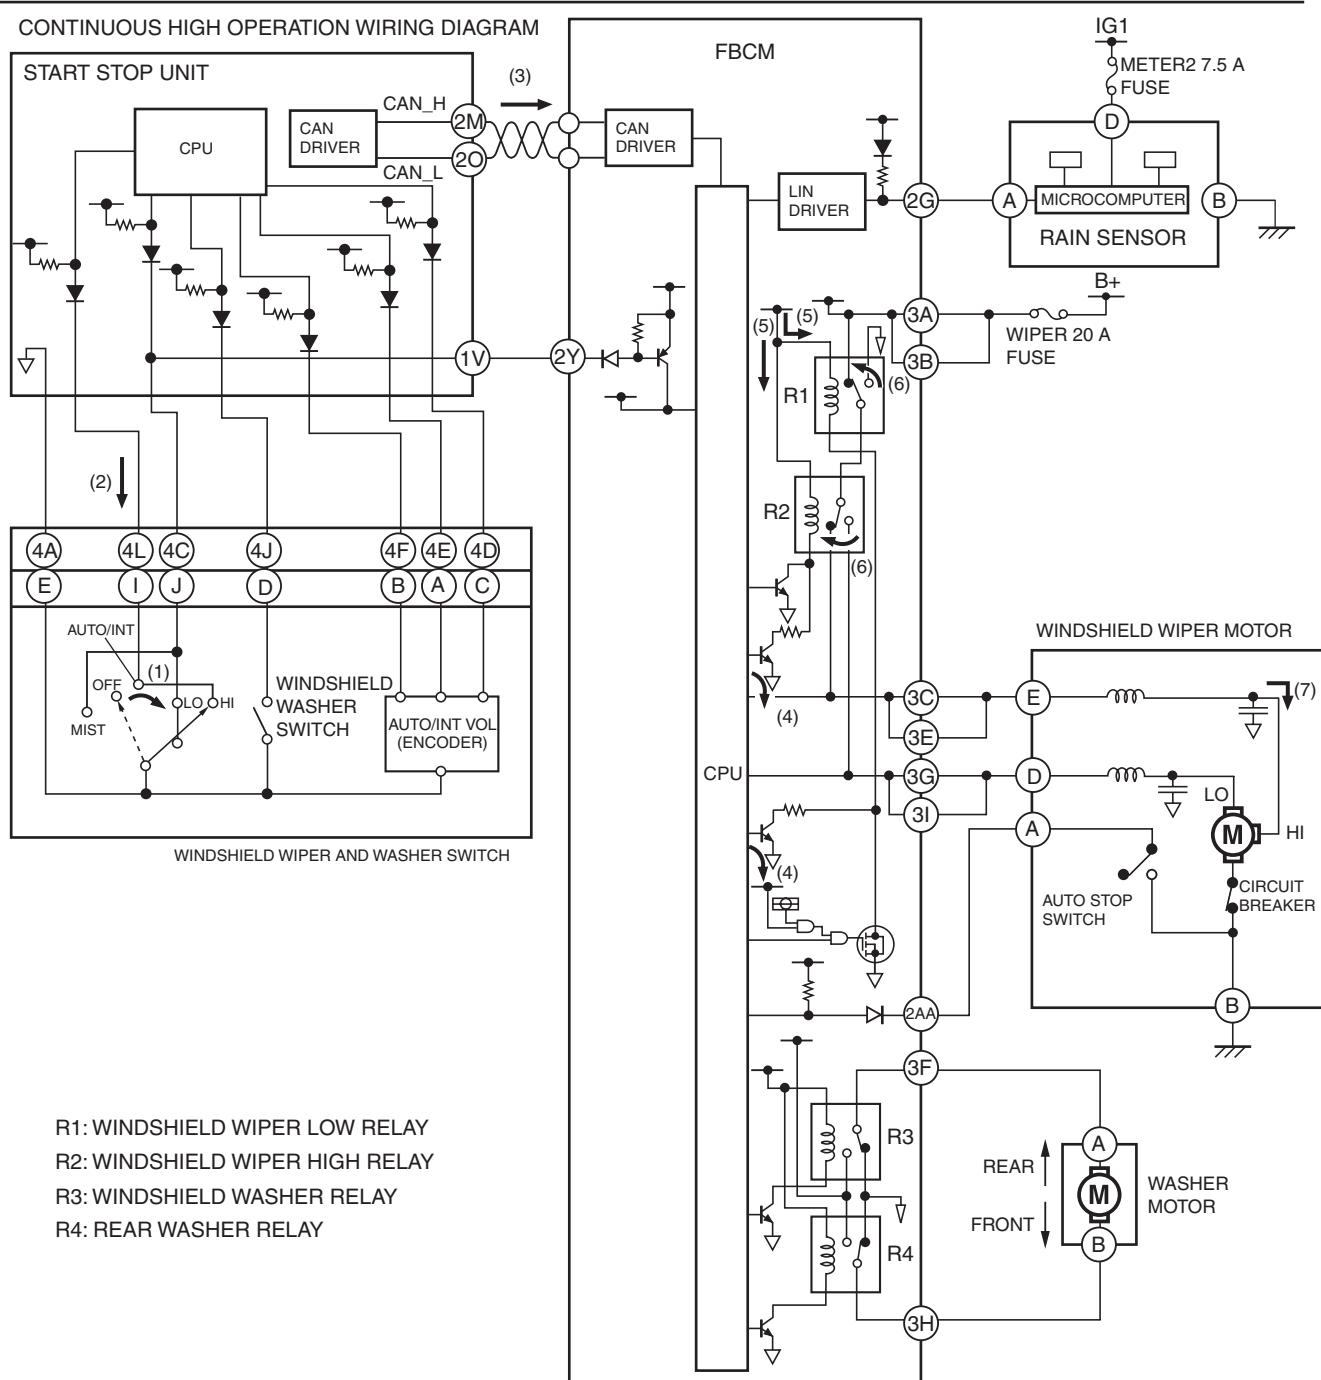 CONTINUOUS HIGH OPERATION WIRING DIAGRAM
START STOP UNIT
CPU
CAN
DRIVER
CAN_H
CAN_L
2M
2O
(3)
1V
(2)
FBCM
CAN
DRIVER
LIN
DRIVER
2G
2Y
CPU
IG1
METER2 7.5 A
FUSE
D
A
MICROCOMPUTER
B
RAIN SENSOR
B+
WIPER 20 A
FUSE
3A
3B
(5)
(5)
R1
(6)
R2
(6)
(4)
3C
3E
3G
3I
(4)
2AA
3F
R3
R4
3H
4A
4L
4C
4J
4F
4E
4D
E
I
J
D
B
A
C
AUTO/INT
(1)
OFF
LO
HI
MIST
WINDSHIELD
WASHER
SWITCH
AUTO/INT VOL
(ENCODER)
WINDSHIELD WIPER AND WASHER SWITCH
WINDSHIELD WIPER MOTOR
E
(7)
D
LO
A
M
HI
AUTO STOP
SWITCH
CIRCUIT
BREAKER
B
R1: WINDSHIELD WIPER LOW RELAY
R2: WINDSHIELD WIPER HIGH RELAY
R3: WINDSHIELD WASHER RELAY
R4: REAR WASHER RELAY
A
REAR
M
WASHER
MOTOR
FRONT
B